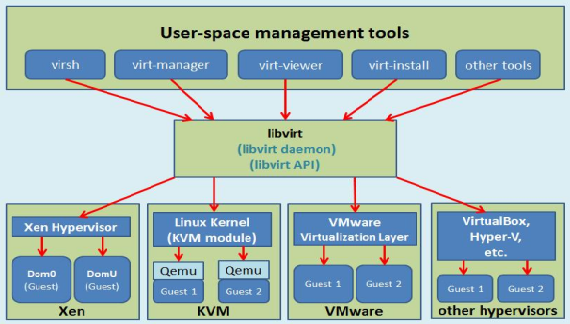 User-space management tools
virsh
virt-manager
virt-viewer
virt-install
other tools
libvirt
(libvirt daemon)
(libvirt API)
Xen Hypervisor
Dom0
(Guest)
DomU
(Guest)
Xen
Linux Kernel
(KVM module)
Qemu
Qemu
Guest 1
Guest 2
KVM
VMware
Virtualization Layer
Guest 1
Guest 2
VMware
VirtualBox,
Hyper-V,
etc.
Guest 1
Guest 2
other hypervisors